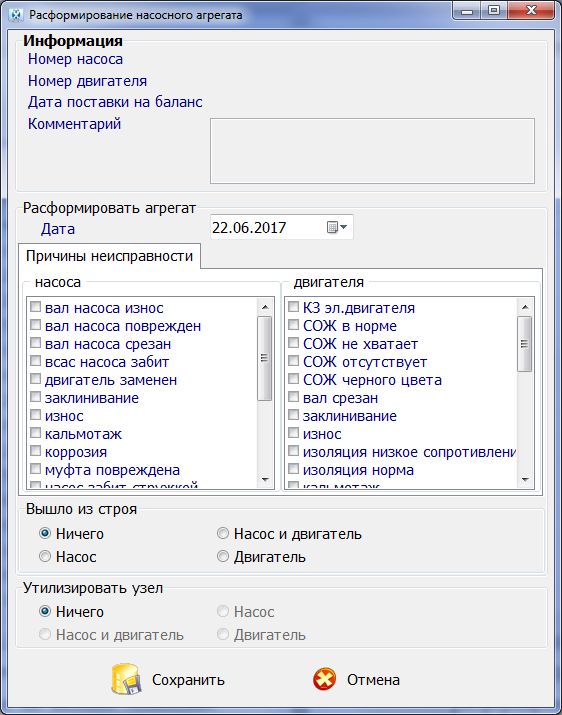 Расформирование насосного агрегата
Информация
Номер насоса
Номер двигателя
Дата поставки на баланс
Комментарий
Расформировать агрегат
Дата
22.06.2017
Причины неисправности
насоса
вал насоса износ
вал насоса поврежден
вал насоса срезан
всас насоса забит
двигатель заменен
заклинивание
износ
кальмотаж
коррозия
муфта повреждена
насос забит стружкой
двигателя
КЗ эл.двигателя
СОЖ в норме
СОЖ не хватает
СОЖ отсутствует
СОЖ черного цвета
вал срезан
заклинивание
износ
изоляция низкое сопротивлени
изоляция норма
кальмотаж
Вышло из строя
Ничего
Насос и двигатель
Насос
Двигатель
Утилизировать узел
Ничего
Насос
Насос и двигатель
Двигатель
Сохранить
Отмена